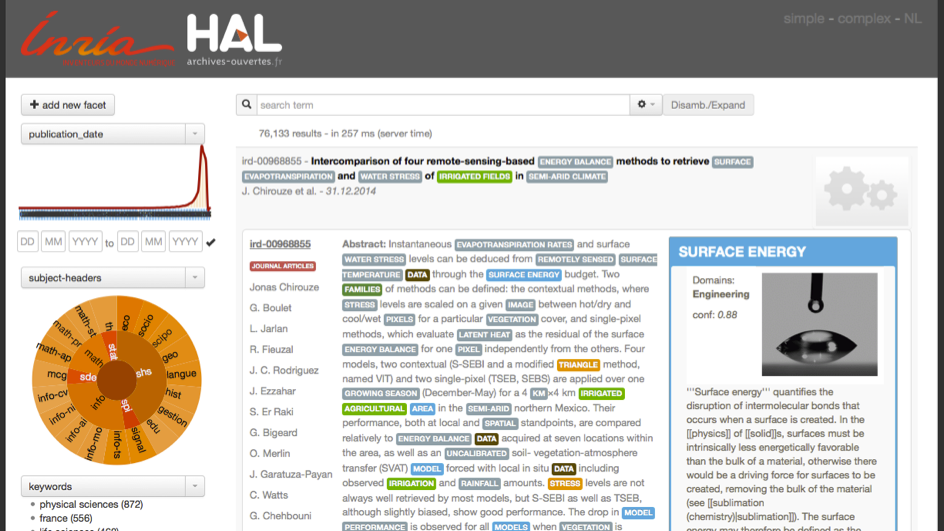 simple - complex - NL
Inria
HAL
archives-ouvertes.fr
+ add new facet
search term
Disamb./Expand
publication_date
76,133 results - in 257 ms (server time)
ird-00968855 - Intercomparison of four remote-sensing-based ENERGY BALANCE methods to retrieve SURFACE
EVAPOTRANSPIRATION and WATER STRESS of IRRIGATED FIELDS in SEMI-ARID CLIMATE
J. Chirouze et al. - 31.12.2014
DD MM YYYY to DD MM YYYY
subject-headers
math-st
th
eco
socio
scipo
geo
langue
hist
gestion
edu
signal
info-ts
info-mo
info-ai
info-ni
info-cv
mcg
math-ap
math-pr
math
stat
shs
spi
info
sde
keywords
physical sciences (872)
france (556)
ird-00968855
JOURNAL ARTICLES
Jonas Chirouze
G. Boulet
L. Jarlan
R. Fieuzal
J. C. Rodriguez
J. Ezzahar
S. Er Raki
G. Bigeard
O. Merlin
J. Garatuza-Payan
C. Watts
G. Chehbouni
Abstract: Instantaneous EVAPOTRANSPIRATION RATES and surface
WATER STRESS levels can be deduced from REMOTELY SENSED SURFACE
TEMPERATURE DATA through the SURFACE ENERGY budget. Two
FAMILIES of methods can be defined: the contextual methods, where
STRESS levels are scaled on a given IMAGE between hot/dry and
cool/wet PIXELS for a particular VEGETATION cover, and single-pixel
methods, which evaluate LATENT HEAT as the residual of the surface
ENERGY BALANCE for one PIXEL independently from the others. Four
models, two contextual (S-SEBI and a modified TRIANGLE method,
named VIT) and two single-pixel (TSEB, SEBS) are applied over one
GROWING SEASON (December-May) for a 4 KM×4 km IRRIGATED
AGRICULTURAL AREA in the SEMI-ARID northern Mexico. Their
performance, both at local and SPATIAL standpoints, are compared
relatively to ENERGY BALANCE DATA acquired at seven locations within
the area, as well as an UNCALIBRATED soil- vegetation-atmosphere
transfer (SVAT) MODEL forced with local in situ DATA including
observed IRRIGATION and RAINFALL amounts. STRESS levels are not
always well retrieved by most models, but S-SEBI as well as TSEB,
although slightly biased, show good performance. The drop in MODEL
PERFORMANCE is observed for all MODELS when VEGETATION is
SURFACE ENERGY
Domains:
Engineering
conf: 0.88
'''Surface energy''' quantifies the
disruption of intermolecular bonds that
occurs when a surface is created. In the
[[physics]] of [[solid]]s, surfaces must be
intrinsically less energetically favorable
than the bulk of a material, otherwise there
would be a driving force for surfaces to be
created, removing the bulk of the material
(see [[sublimation
(chemistry)|sublimation]]). The surface